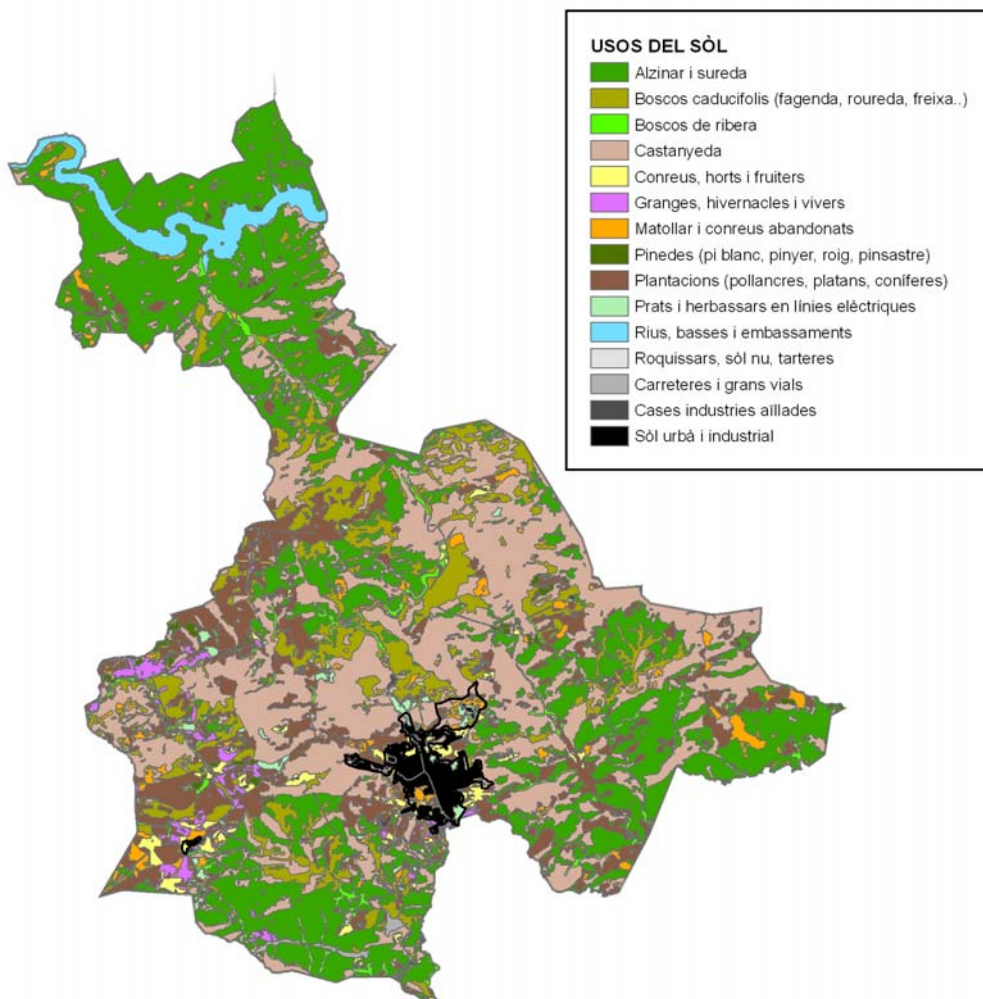 USOS DEL SÒL
Alzinar i sureda
Boscos caducifolis (fagenda, roureda, freixa..)
Boscos de ribera
Castanyeda
Conreus, horts i fruiters
Granges, hivernacles i vivers
Matollar i conreus abandonats
Pinedes (pi blanc, pinyer, roig, pinsastre)
Plantacions (pollancres, platans, coníferes)
Prats i herbassars en línies elèctriques
Rius, basses i embassaments
Roquissars, sòl nu, tarteres
Carreteres i grans vials
Cases industries aïllades
Sòl urbà i industrial